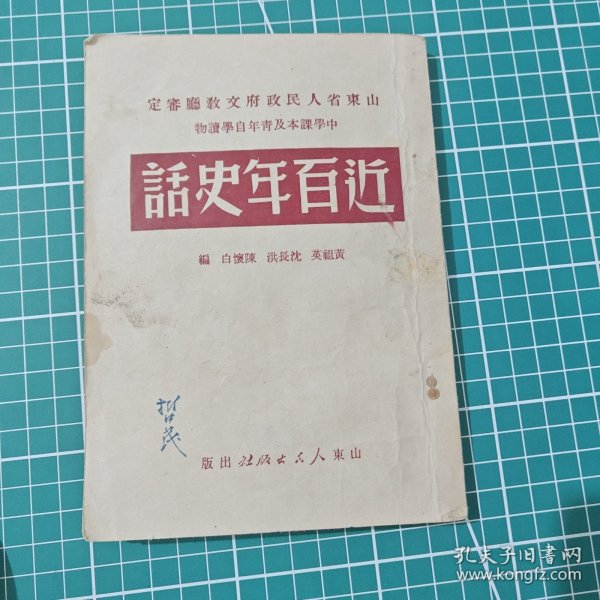 山東省人民政府文教廳審定
中學課本及青年自學讀物
近百年史話
黃祖英 沈長洪 陳懷白 編
哲茂
山東人民出版社出版
孔夫子旧书网
www.kongfz.com